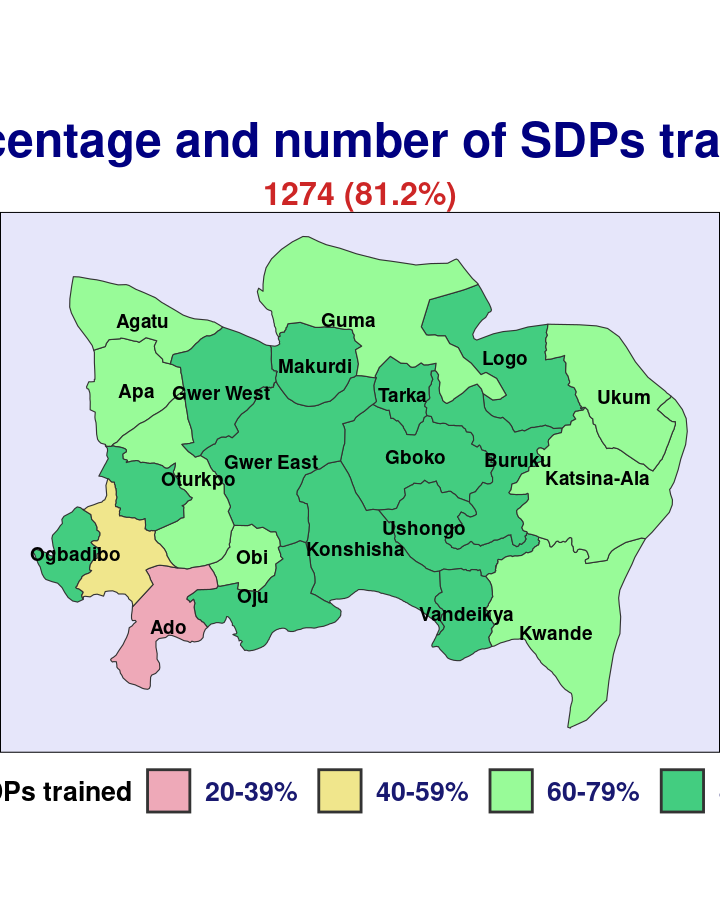 centage and number of SDPs tra
1274 (81.2%)
Agatu
Guma
Makurdi
Logo
Apa
Gwer West
Tarka
Ukum
Gwer East
Gboko
Buruku
Oturkpo
Katsina-Ala
Ushongo
Ogbadibo
Obi
Konshisha
Oju
Vandeikya
Ado
Kwande
DPs trained 20-39% 40-59% 60-79%